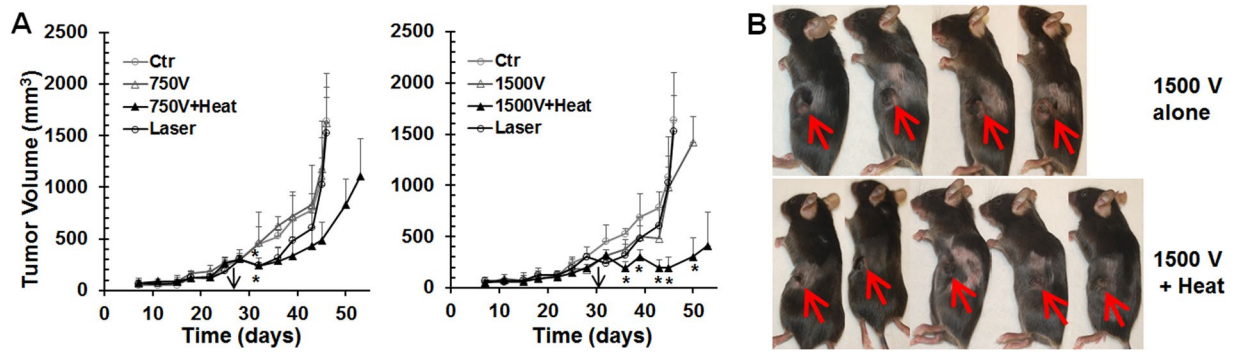 A
Tumor Volume (mm³)
2500
2000
1500
1000
500
0
Ctr
750V
750V+Heat
Laser
*
*
0 10 20 30 40 50
Time (days)
2500
2000
1500
1000
500
0
Ctr
1500V
1500V+Heat
Laser
* * * * *
0 10 20 30 40 50
Time (days)
B
1500 V
alone
1500 V
+ Heat